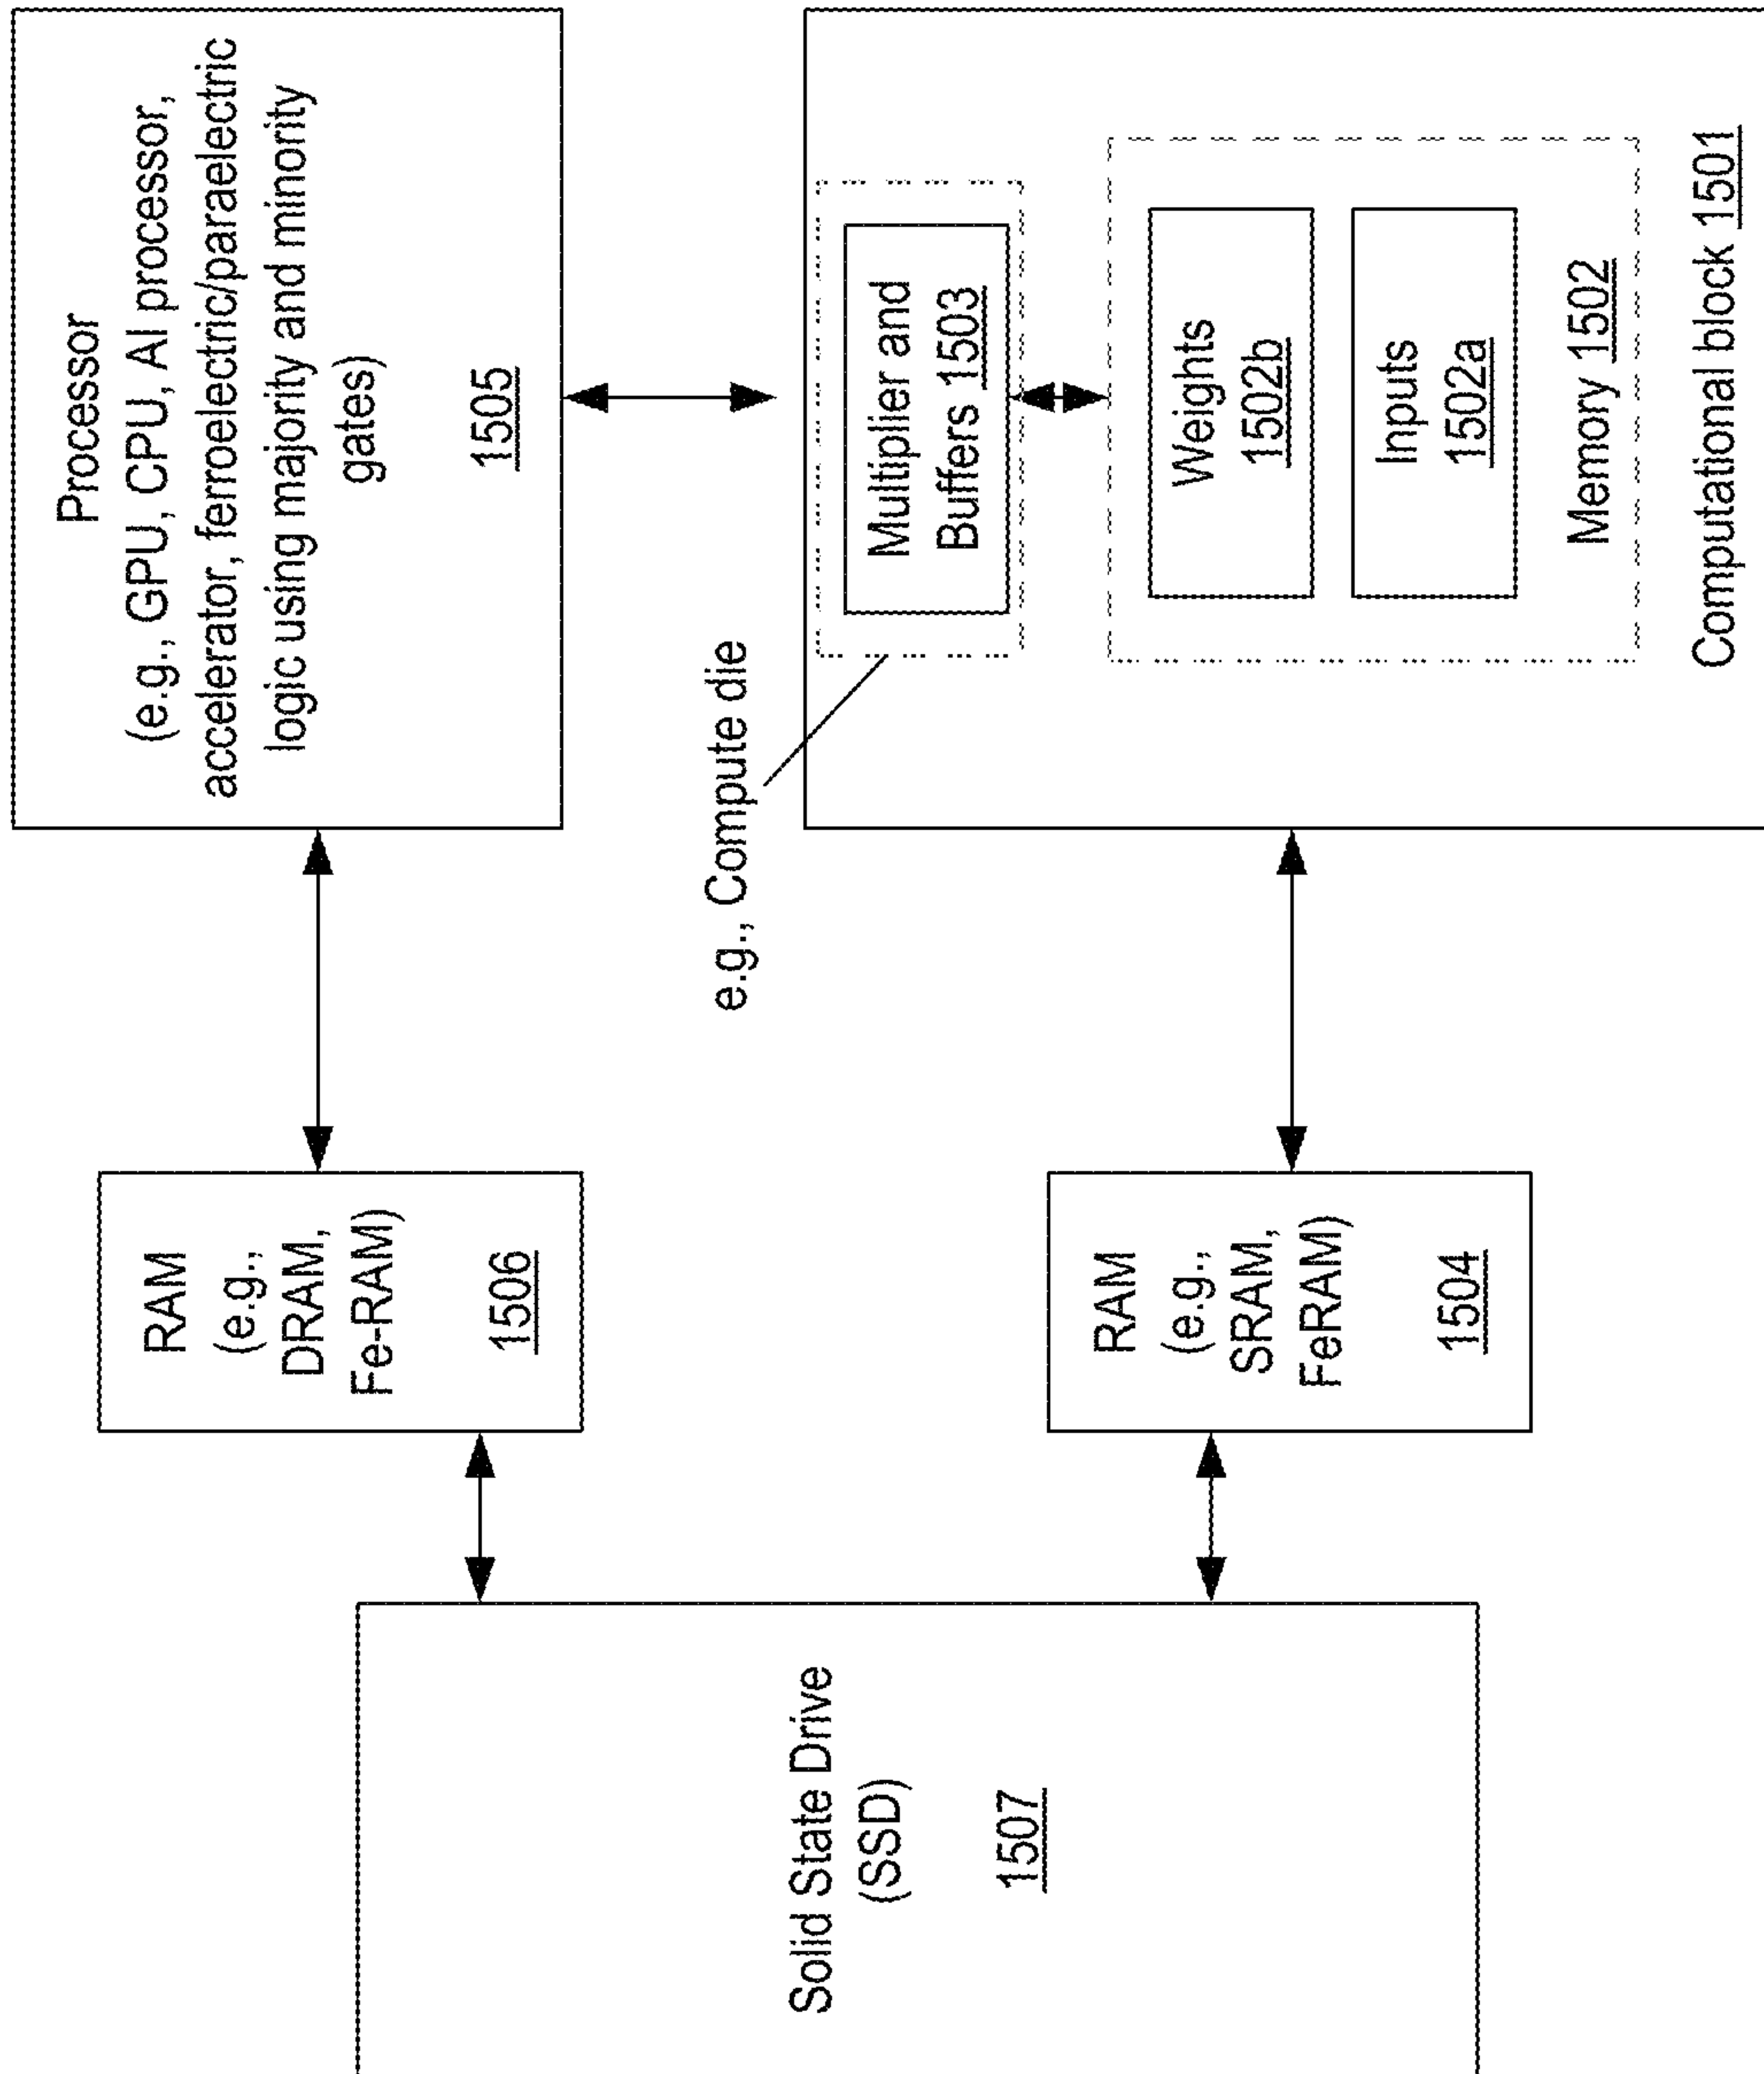 Solid State Drive
(SSD)
1507
RAM
(e.g.,
DRAM,
Fe-RAM)
1506
Processor
(e.g., GPU, CPU, AI processor,
accelerator, ferroelectric/paraelectric
logic using majority and minority
gates)
1505
RAM
(e.g.,
SRAM,
FeRAM)
1504
e.g., Compute die
Multiplier and
Buffers 1503
Weights
1502b
Inputs
1502a
Memory 1502
Computational block 1501